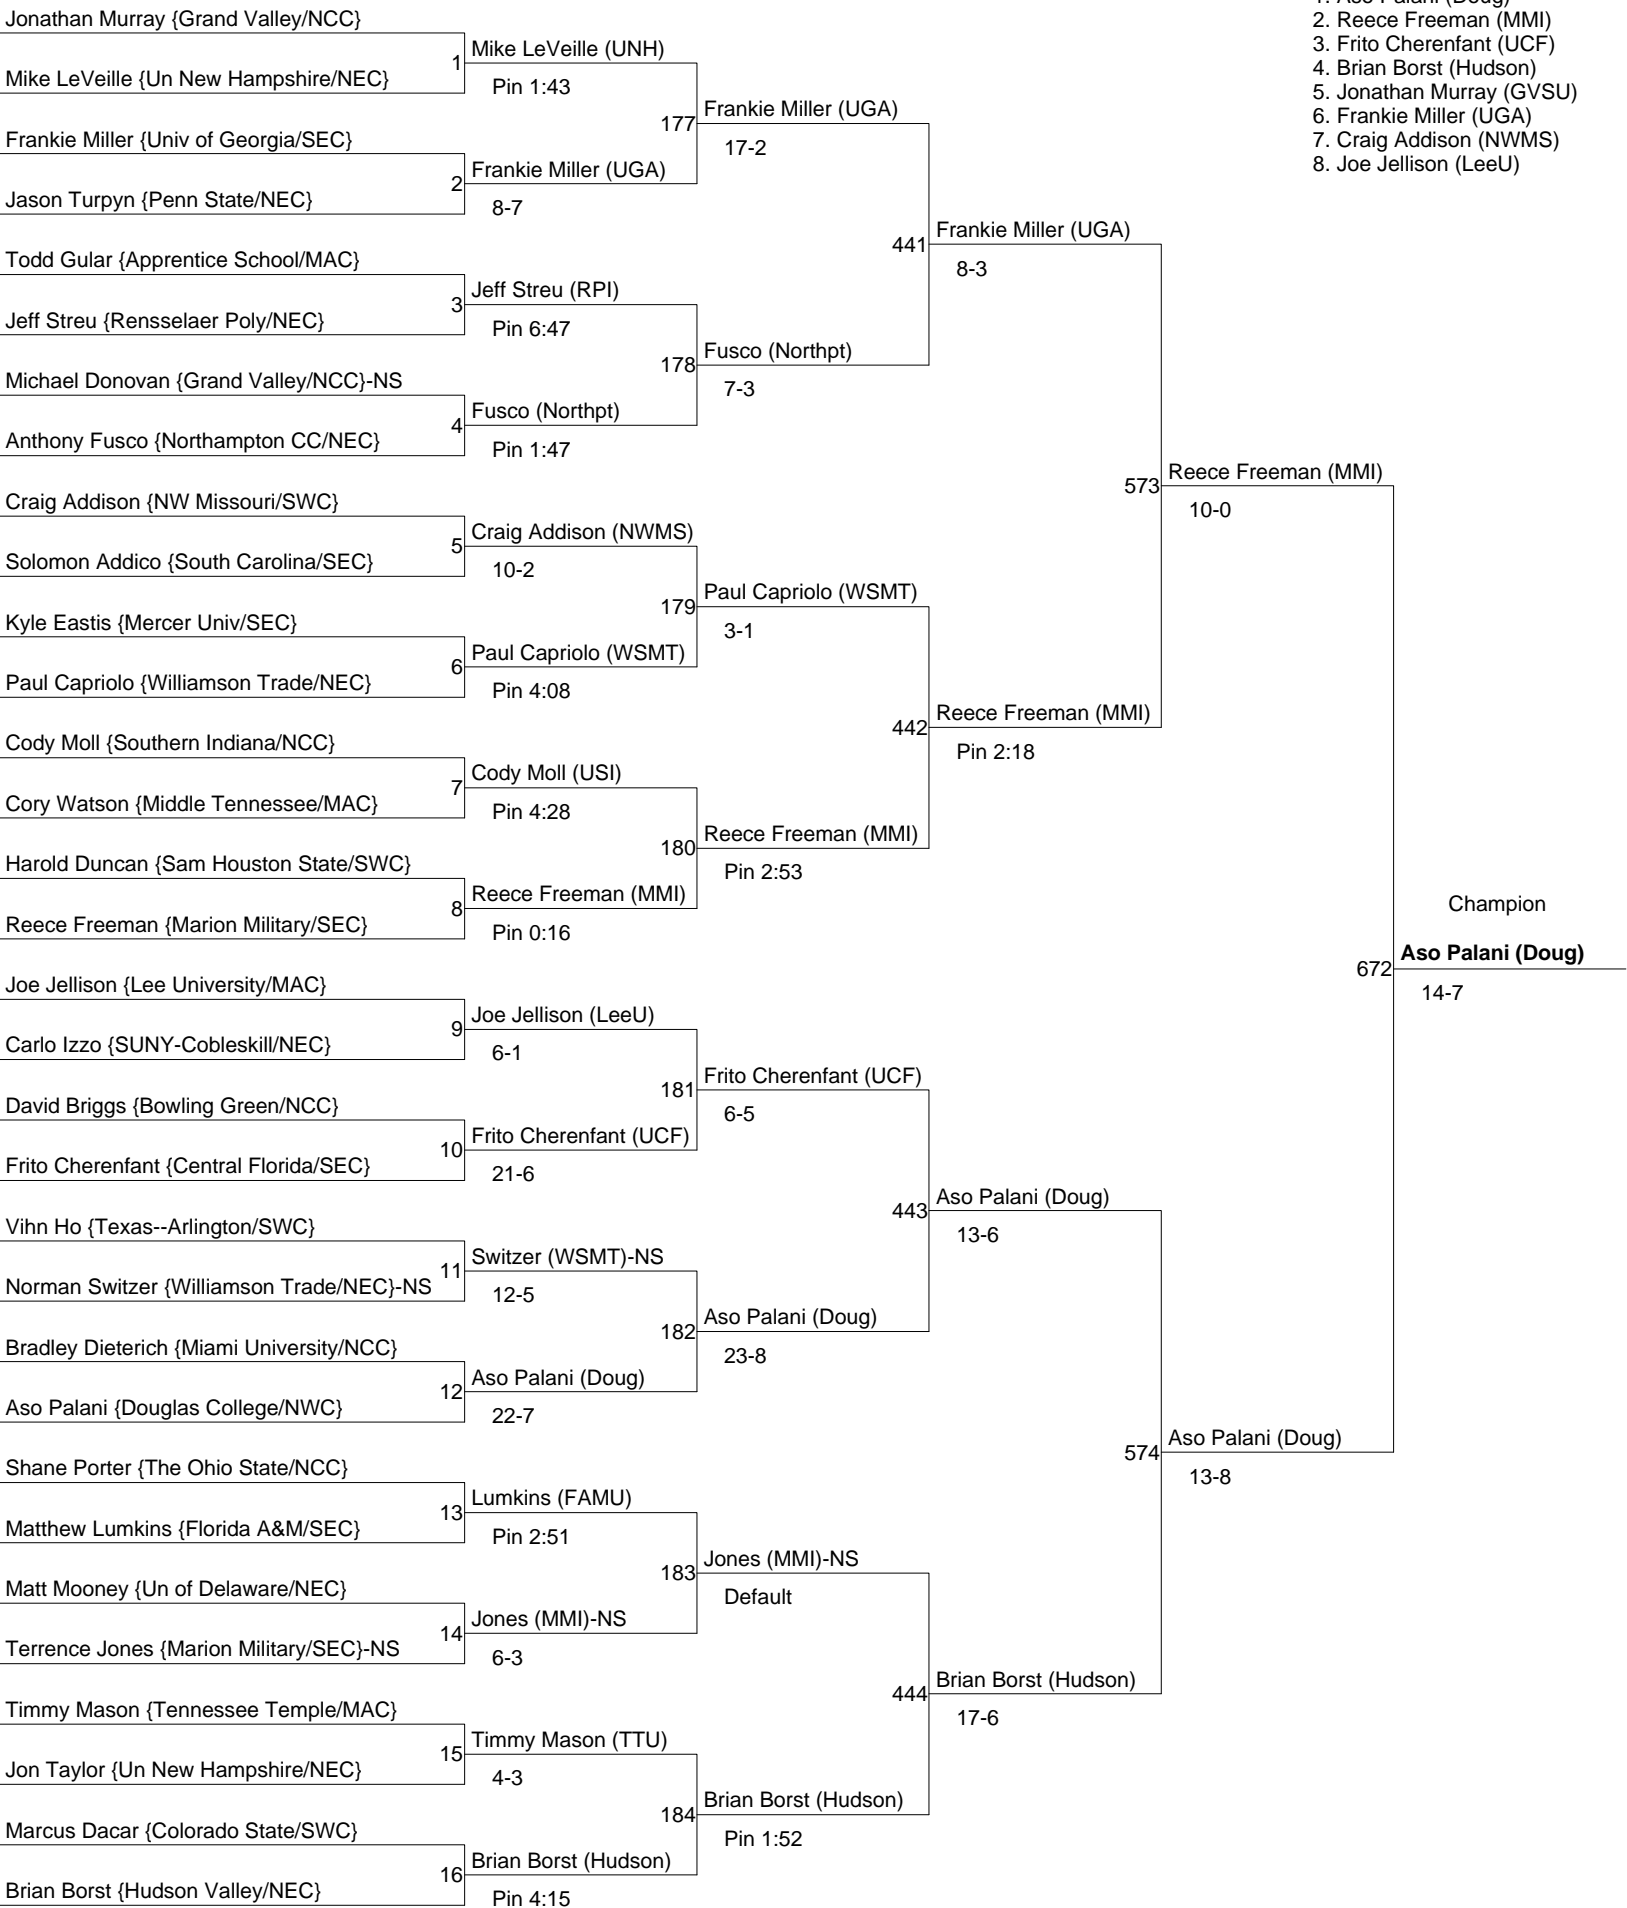 1. Aso Palani (Doug)
2. Reece Freeman (MMI)
3. Frito Cherenfant (UCF)
4. Brian Borst (Hudson)
5. Jonathan Murray (GVSU)
6. Frankie Miller (UGA)
7. Craig Addison (NWMS)
8. Joe Jellison (LeeU)
Jonathan Murray {Grand Valley/NCC}
Mike LeVeille {Un New Hampshire/NEC}
Frankie Miller {Univ of Georgia/SEC}
Jason Turpyn {Penn State/NEC}
Todd Gular {Apprentice School/MAC}
Jeff Streu {Rensselaer Poly/NEC}
Michael Donovan {Grand Valley/NCC}-NS
Anthony Fusco {Northampton CC/NEC}
Craig Addison {NW Missouri/SWC}
Solomon Addico {South Carolina/SEC}
Kyle Eastis {Mercer Univ/SEC}
Paul Capriolo {Williamson Trade/NEC}
Cody Moll {Southern Indiana/NCC}
Cory Watson {Middle Tennessee/MAC}
Harold Duncan {Sam Houston State/SWC}
Reece Freeman {Marion Military/SEC}
Joe Jellison {Lee University/MAC}
Carlo Izzo {SUNY-Cobleskill/NEC}
David Briggs {Bowling Green/NCC}
Frito Cherenfant {Central Florida/SEC}
Vihn Ho {Texas--Arlington/SWC}
Norman Switzer {Williamson Trade/NEC}-NS
Bradley Dieterich {Miami University/NCC}
Aso Palani {Douglas College/NWC}
Shane Porter {The Ohio State/NCC}
Matthew Lumkins {Florida A&M/SEC}
Matt Mooney {Un of Delaware/NEC}
Terrence Jones {Marion Military/SEC}-NS
Timmy Mason {Tennessee Temple/MAC}
Jon Taylor {Un New Hampshire/NEC}
Marcus Dacar {Colorado State/SWC}
Brian Borst {Hudson Valley/NEC}
1 Mike LeVeille (UNH)
Pin 1:43
2 Frankie Miller (UGA)
8-7
3 Jeff Streu (RPI)
Pin 6:47
4 Fusco (Northpt)
Pin 1:47
5 Craig Addison (NWMS)
10-2
6 Paul Capriolo (WSMT)
Pin 4:08
7 Cody Moll (USI)
Pin 4:28
8 Reece Freeman (MMI)
Pin 0:16
9 Joe Jellison (LeeU)
6-1
10 Frito Cherenfant (UCF)
21-6
11 Switzer (WSMT)-NS
12-5
12 Aso Palani (Doug)
22-7
13 Lumkins (FAMU)
Pin 2:51
14 Jones (MMI)-NS
6-3
15 Timmy Mason (TTU)
4-3
16 Brian Borst (Hudson)
Pin 4:15
177 Frankie Miller (UGA)
17-2
178 Fusco (Northpt)
7-3
179 Paul Capriolo (WSMT)
3-1
180 Reece Freeman (MMI)
Pin 2:53
181 Frito Cherenfant (UCF)
6-5
182 Aso Palani (Doug)
23-8
183 Jones (MMI)-NS
Default
184 Brian Borst (Hudson)
Pin 1:52
441 Frankie Miller (UGA)
8-3
442 Reece Freeman (MMI)
Pin 2:18
443 Aso Palani (Doug)
13-6
444 Brian Borst (Hudson)
17-6
573 Reece Freeman (MMI)
10-0
574 Aso Palani (Doug)
13-8
Champion
672 Aso Palani (Doug)
14-7